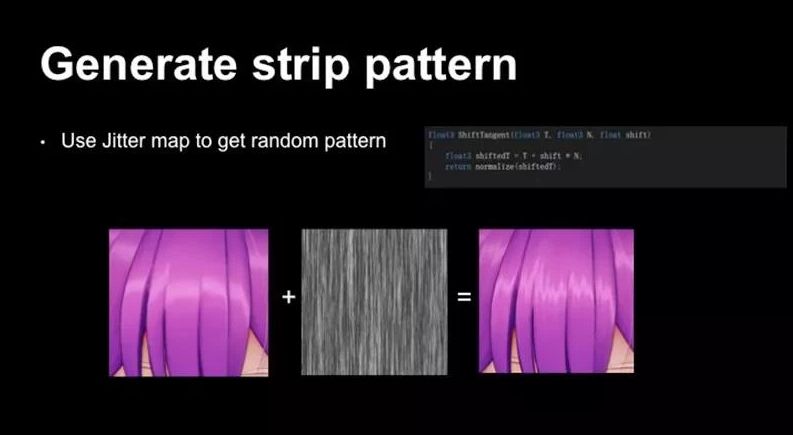 Generate strip pattern
• Use Jitter map to get random pattern
float3 ShiftTangent(float3 T, float3 N, float shift)
{
float3 shiftedT = T + shift * N;
return normalize(shiftedT);
}
+ =